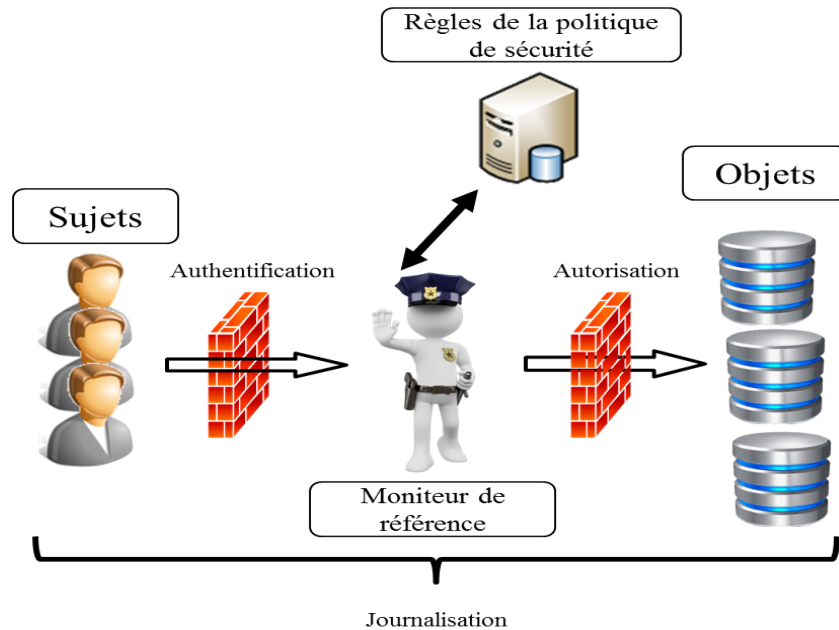 Règles de la politique
de sécurité
Objets
Sujets
Authentification
Autorisation
Moniteur de
référence
Journalisation